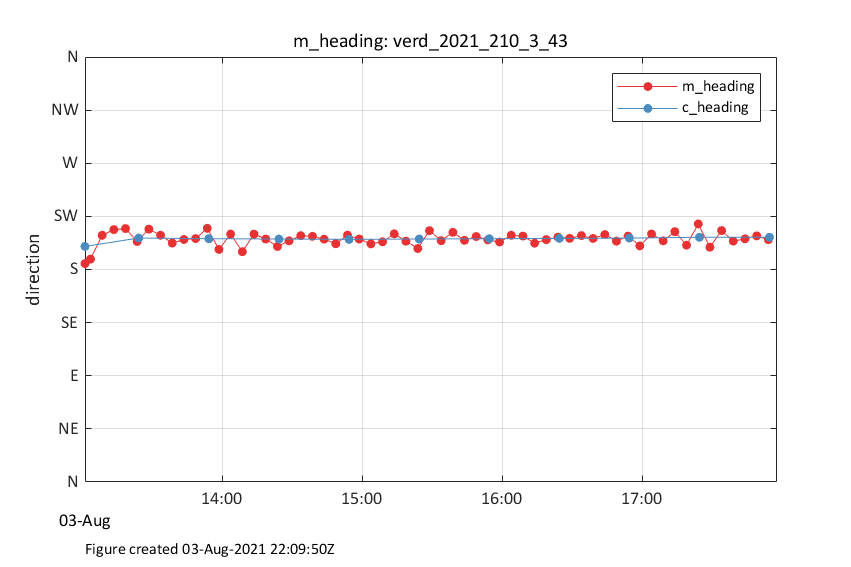 m_heading: verd_2021_210_3_43
N
NW
W
SW
S
SE
E
NE
N
direction
m_heading
c_heading
14:00 15:00 16:00 17:00
03-Aug
Figure created 03-Aug-2021 22:09:50Z